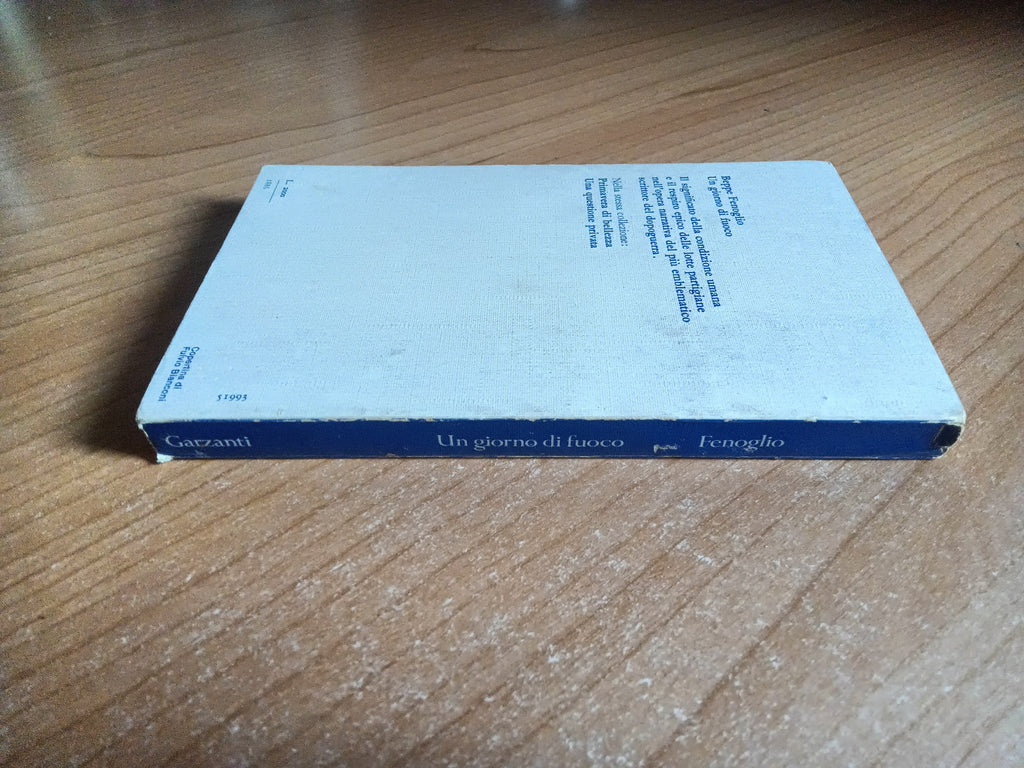 Beppe Fenoglio
Un giorno di fuoco
Il significato della condizione umana
e il respiro epico delle lotte partigiane
nell'opera narrativa del più emblematico
scrittore del dopoguerra.
Nella stessa collezione:
Primavera di bellezza
Una questione privata
L.
Copertina di
Fulvio Bianconi
51993
Garzanti
Un giorno di fuoco
Fenoglio